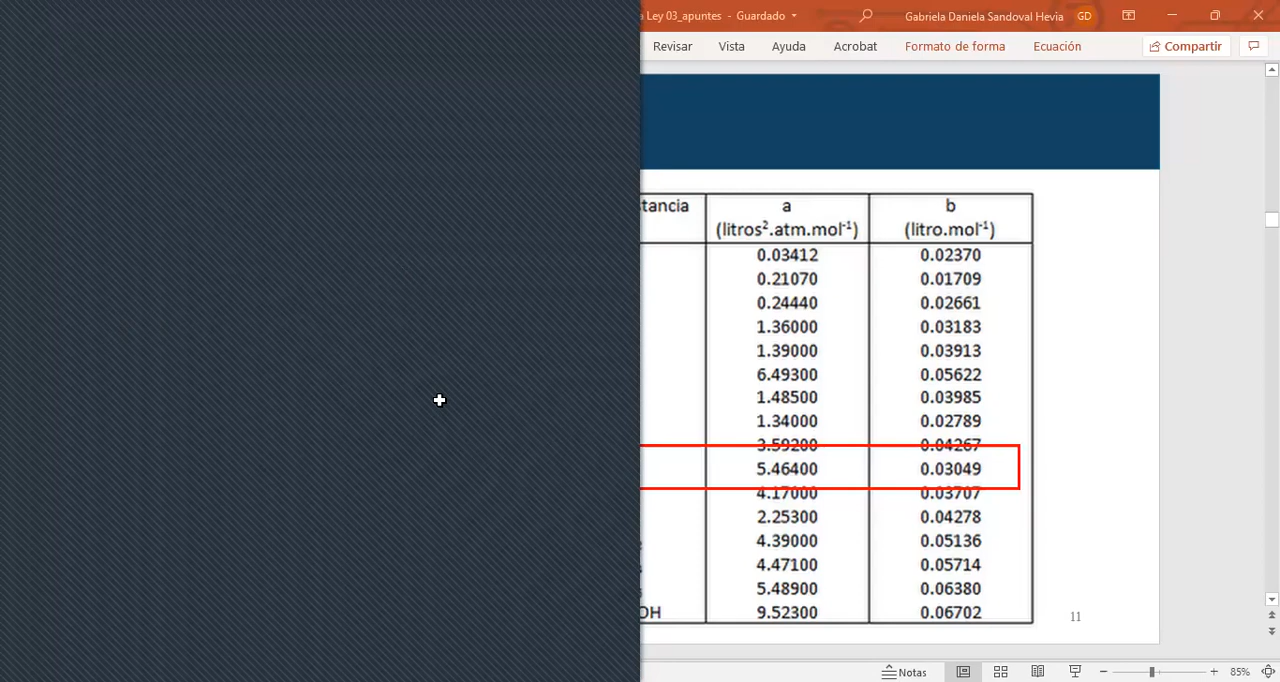 a Ley 03_apuntes - Guardado
Gabriela Daniela Sandoval Hevia GD
Revisar Vista Ayuda Acrobat Formato de forma Ecuación Compartir
tancia a b
(litros².atm.mol⁻¹) (litro.mol⁻¹)
0.03412 0.02370
0.21070 0.01709
0.24440 0.02661
1.36000 0.03183
1.39000 0.03913
6.49300 0.05622
1.48500 0.03985
1.34000 0.02789
3.59200 0.04267
5.46400 0.03049
4.17000 0.03707
2.25300 0.04278
4.39000 0.05136
4.47100 0.05714
5.48900 0.06380
OH 9.52300 0.06702
11
Notas 85%